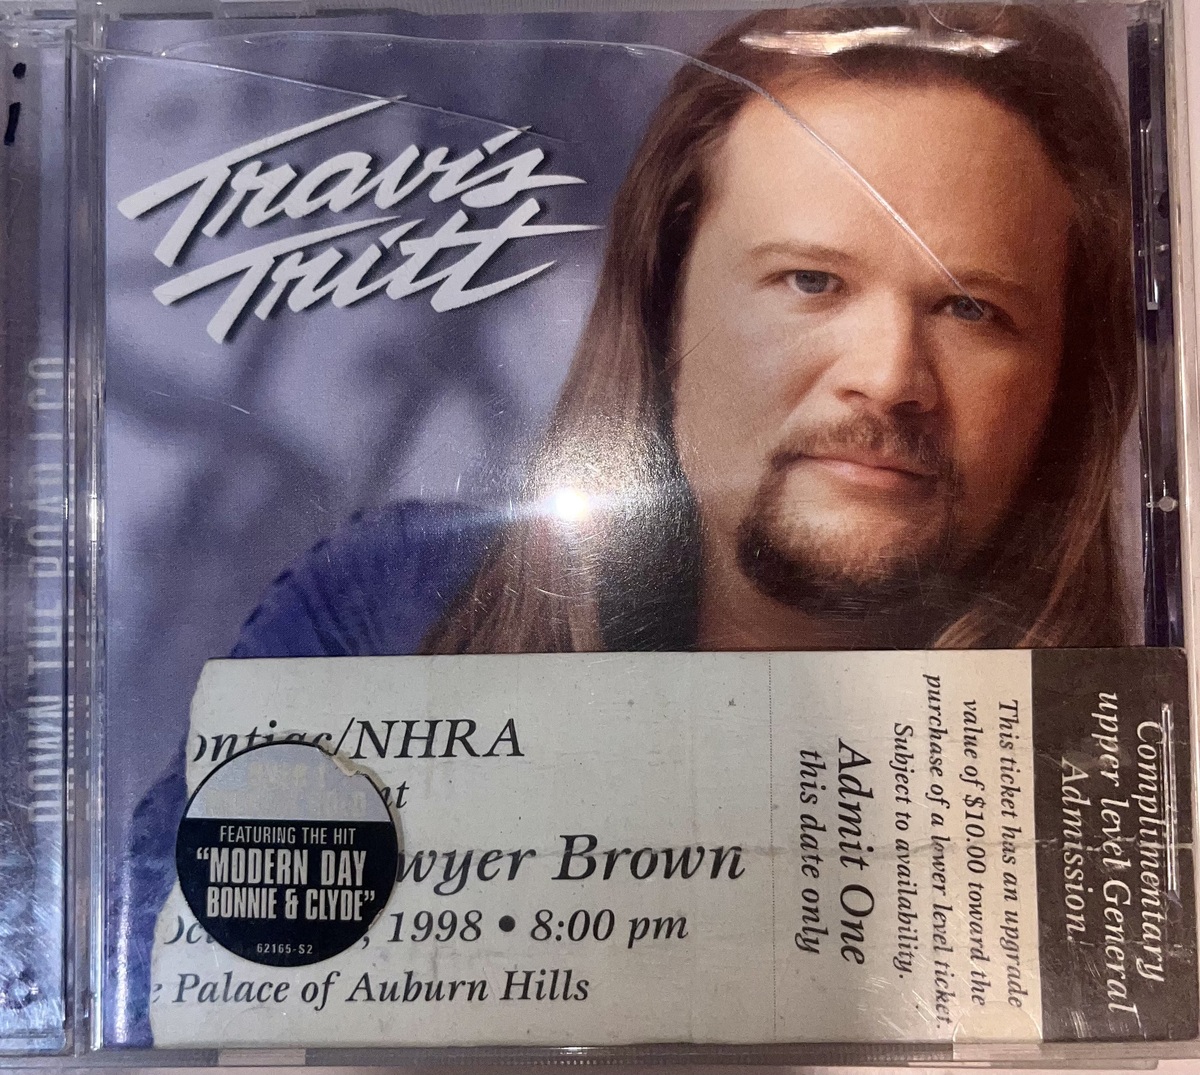 Travis
Tritt
DOWN THE ROAD I GO
/NHRA
wyer Brown
, 1998 • 8:00 pm
Palace of Auburn Hills
FEATURING THE HIT
“MODERN DAY
BONNIE & CLYDE”
62165-S2
Admit One
this date only
This ticket has an upgrade
value of $10.00 toward the
purchase of a lower level ticket.
Subject to availability.
Complimentary
upper level General
Admission!